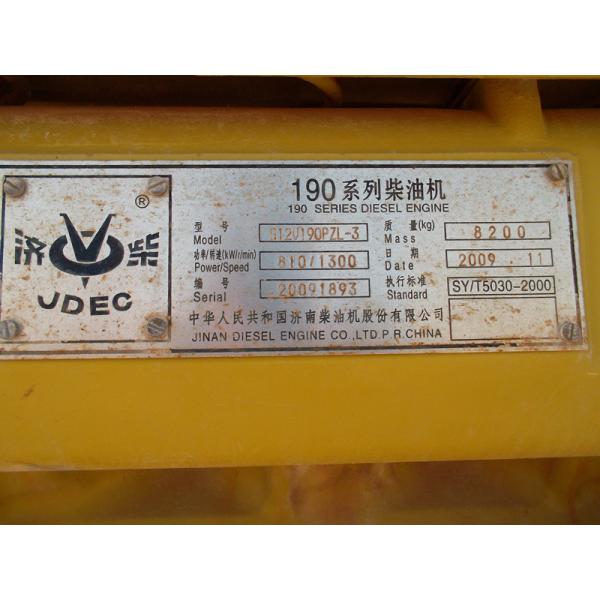 济柴 ®
JDEC
190系列柴油机
190 SERIES DIESEL ENGINE
型号 Model G12V190PZL-3 质量(kg) Mass 8200
功率/转速(kW/r/min) Power/Speed 810/1300 日期 Date 2009 11
编号 Serial 20091893 执行标准 Standard SY/T5030-2000
中华人民共和国济南柴油机股份有限公司
JINAN DIESEL ENGINE CO.,LTD.P.R.CHINA